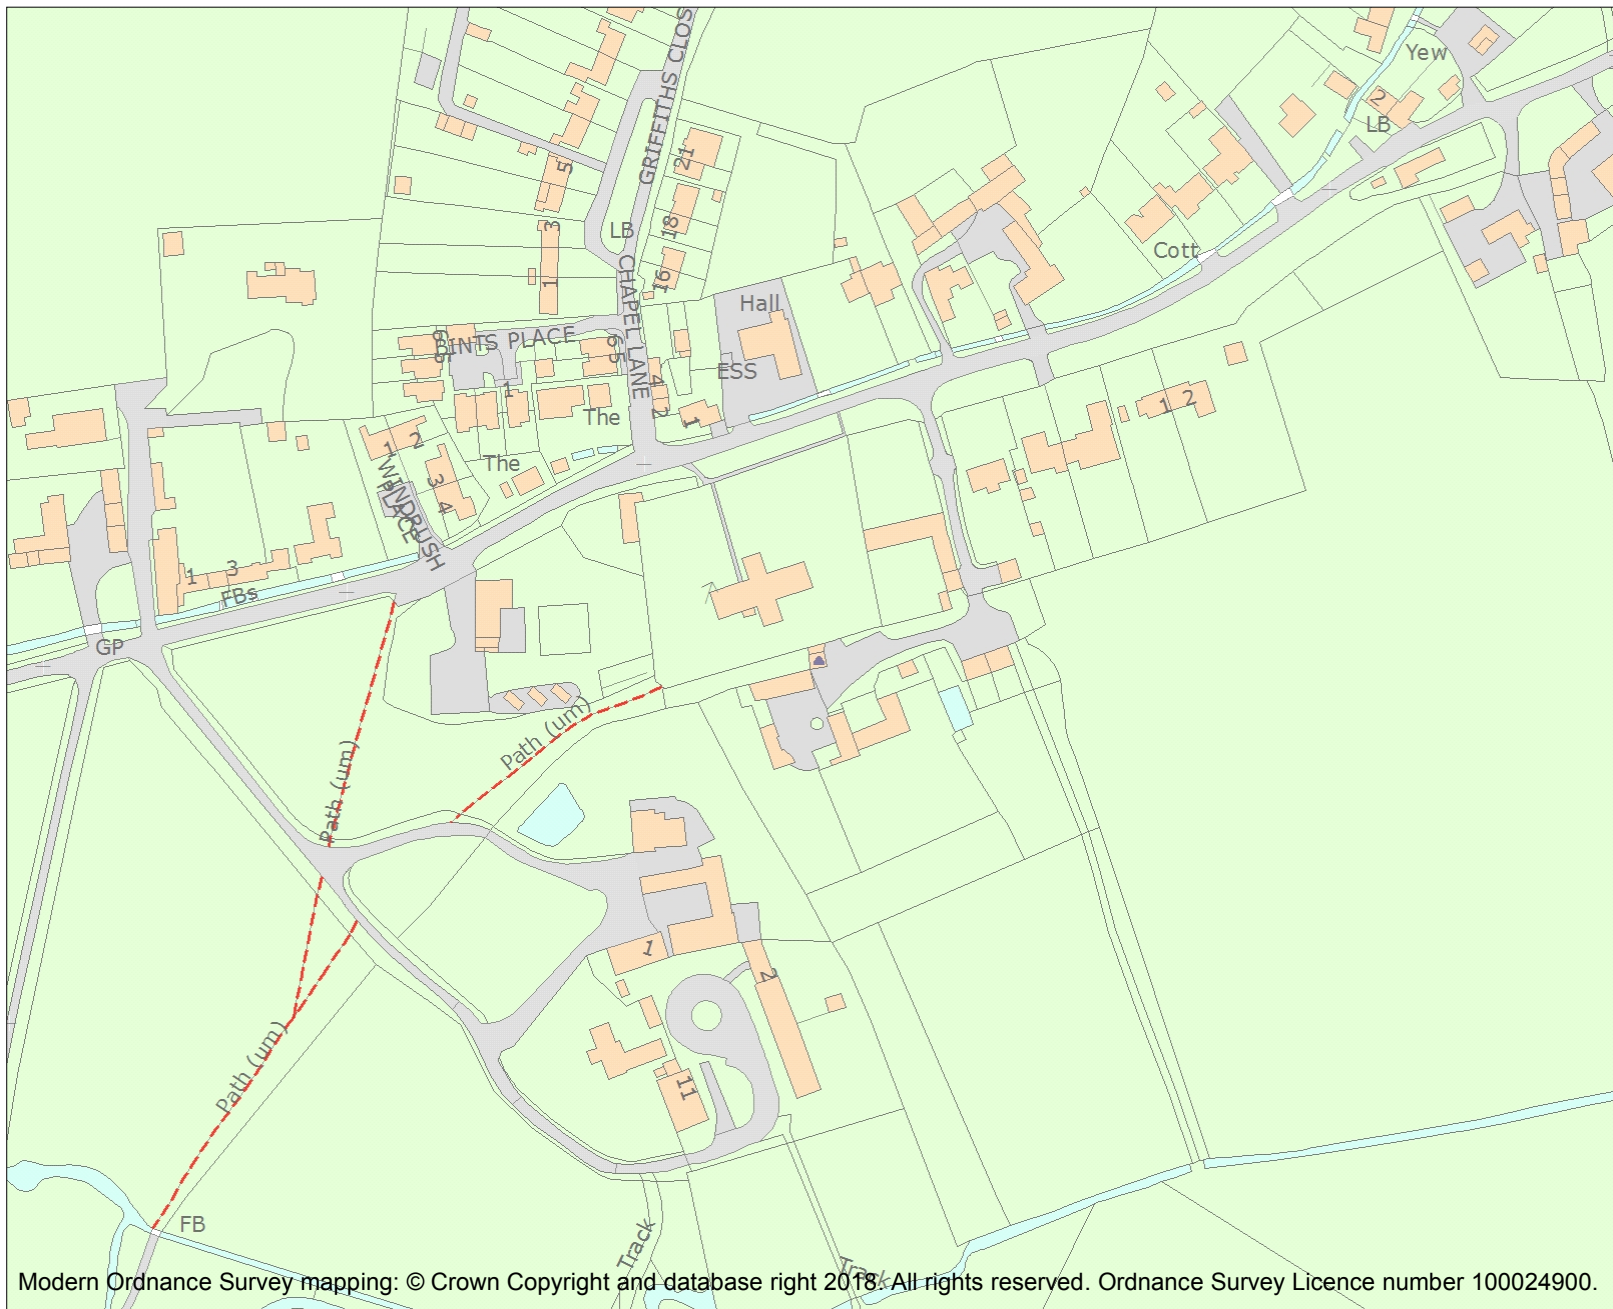 GRIFFITHS CLOS
Yew
2
LB
21
5
18
3
LB
Cott
16
1
CHAPEL LANE
Hall
BINTS PLACE
6 5
ESS
1
4
2
The
1
1 2
1 2
The
3
4
WINDRUSH
PLACE
1
3
FBs
GP
Path (um)
Path (um)
1
2
11
Path (um)
FB
Track
Track
Modern Ordnance Survey mapping: © Crown Copyright and database right 2018. All rights reserved. Ordnance Survey Licence number 100024900.